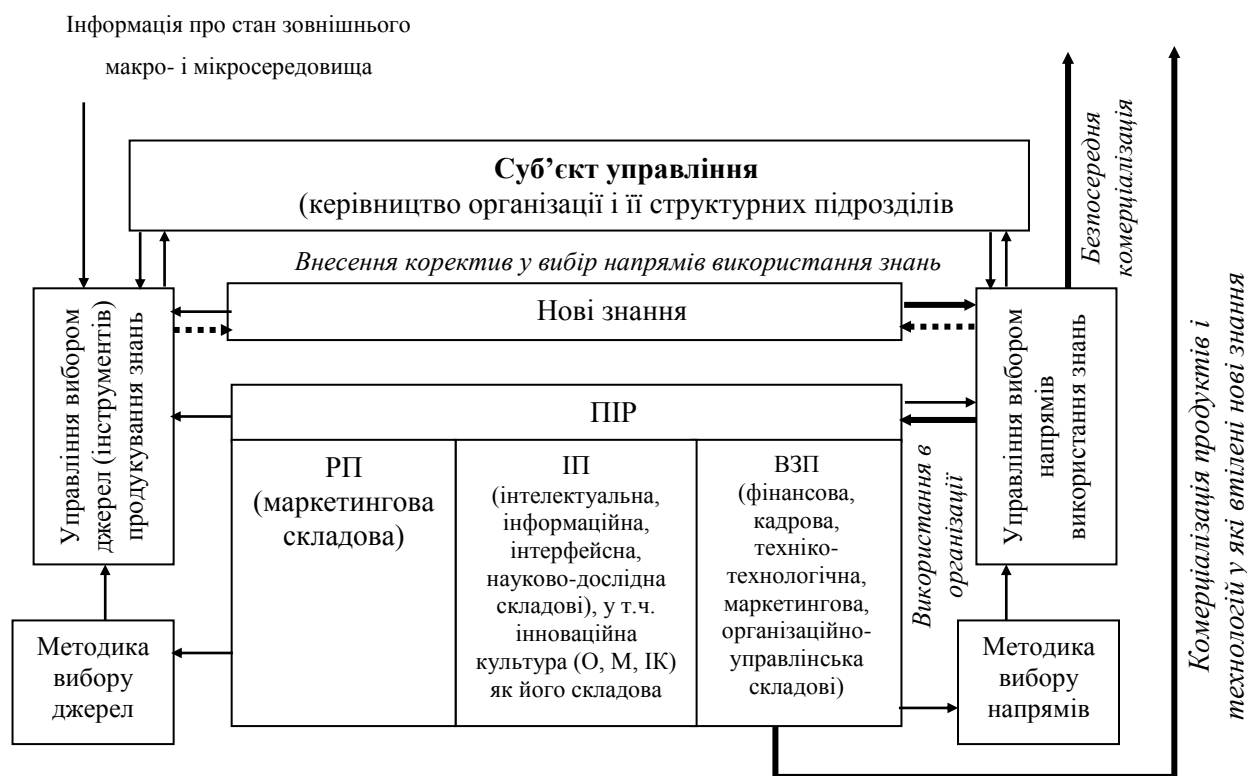 Інформація про стан зовнішнього
макро- і мікросередовища
Суб’єкт управління
(керівництво організації і її структурних підрозділів
Безпосередня
комерціалізація
Внесення коректив у вибір напрямів використання знань
Управління вибором
джерел (інструментів)
продукування знань
Нові знання
Управління вибором
напрямів
використання знань
Комерціалізація продуктів і
технологій у які втілені нові знання
ПІР
РП
(маркетингова
складова)
ІП
(інтелектуальна,
інформаційна,
інтерфейсна,
науково-дослідна
складові), у т.ч.
інноваційна
культура (О, М, ІК)
як його складова
ВЗП
(фінансова,
кадрова,
техніко-
технологічна,
маркетингова,
організаційно-
управлінська
складові)
Використання в
організації
Методика
вибору
джерел
Методика
вибору
напрямів